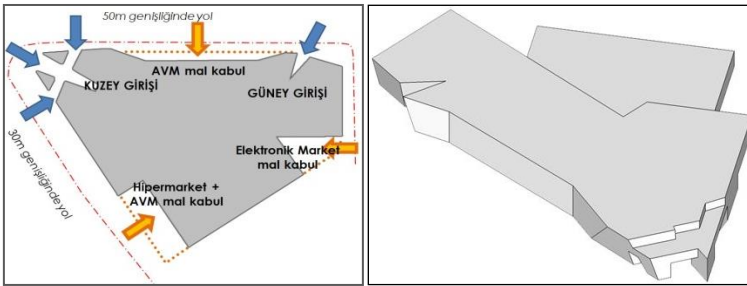 50m genişliğinde yol
AVM mal kabul
KUZEY GİRİŞİ
GÜNEY GİRİŞİ
30m genişliğinde yol
Elektronik Market
mal kabul
Hipermarket +
AVM mal kabul